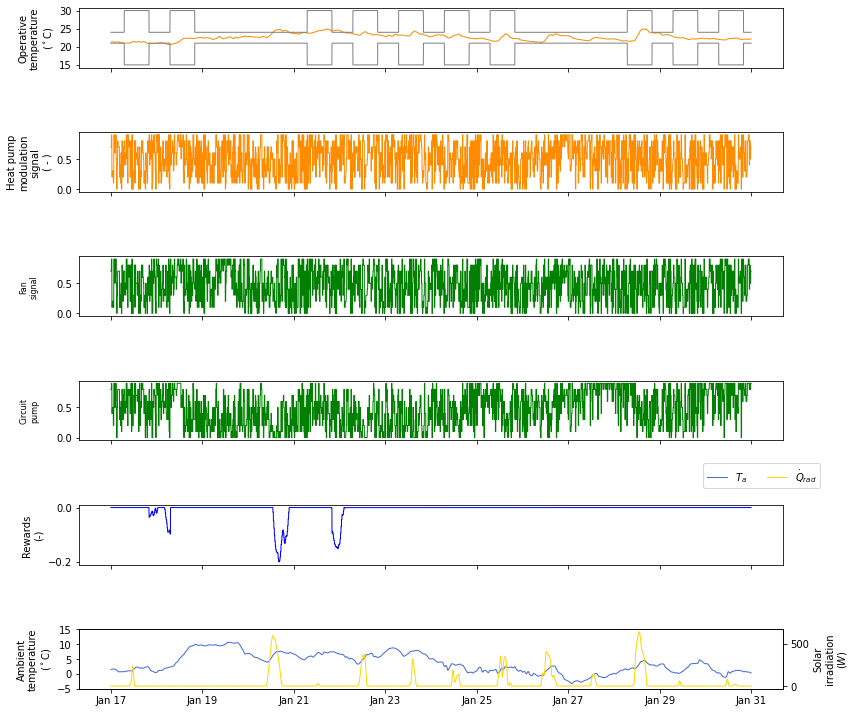 Operative
temperature
(°C)
30
25
20
15
Heat pump
modulation
signal
( - )
0.5
0.0
Fan
signal
0.5
0.0
Circuit
pump
0.5
0.0
T_a
Q̇_rad
Rewards
(-)
0.0
−0.2
Ambient
temperature
(°C)
15
10
5
0
−5
Solar
irradiation
(W)
500
0
Jan 17 Jan 19 Jan 21 Jan 23 Jan 25 Jan 27 Jan 29 Jan 31